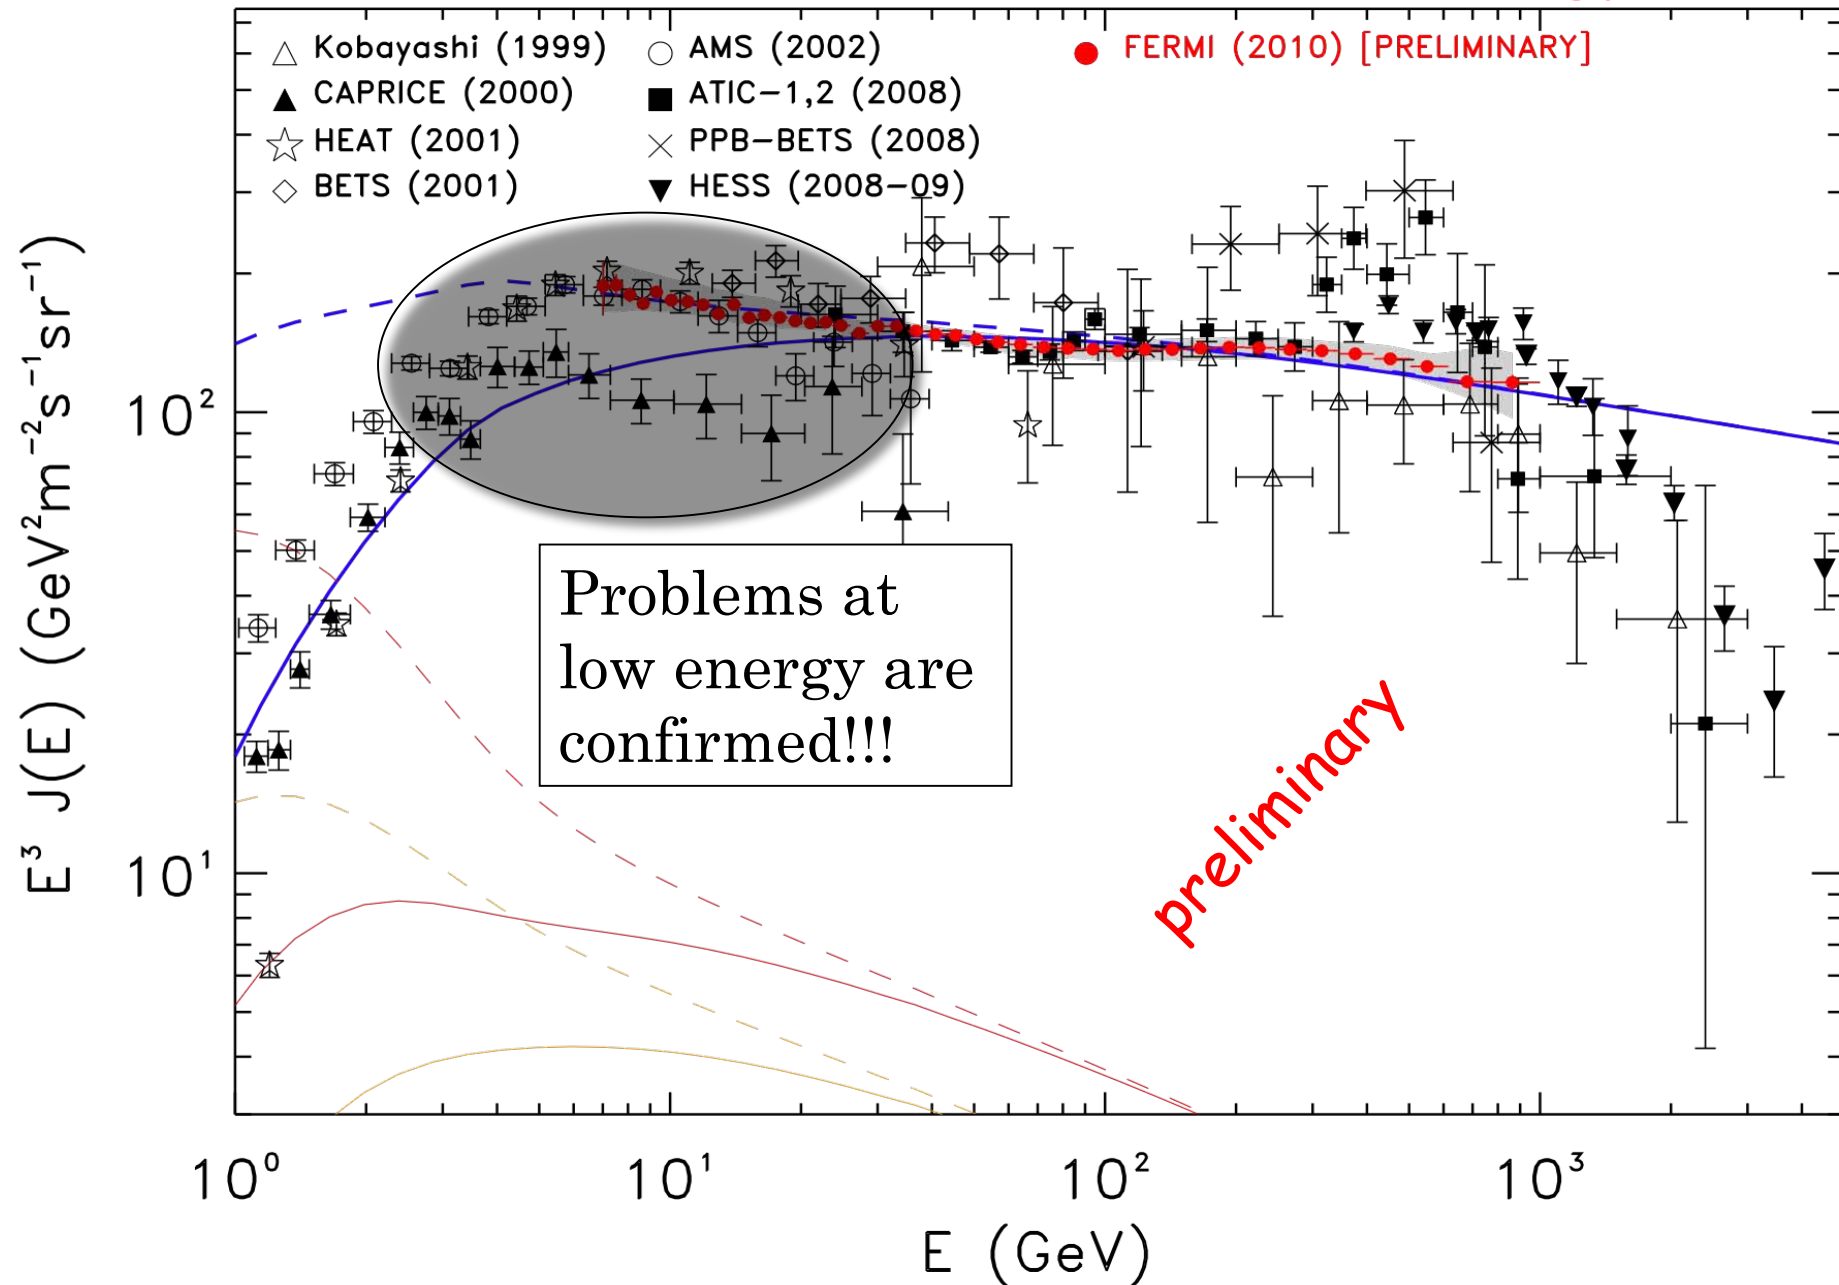 Kobayashi (1999)
AMS (2002)
FERMI (2010) [PRELIMINARY]
CAPRICE (2000)
ATIC-1,2 (2008)
HEAT (2001)
PPB-BETS (2008)
BETS (2001)
HESS (2008-09)
E³ J(E) (GeV²m⁻²s⁻¹sr⁻¹)
10²
10¹
Problems at
low energy are
confirmed!!!
preliminary
10⁰ 10¹ 10² 10³
E (GeV)